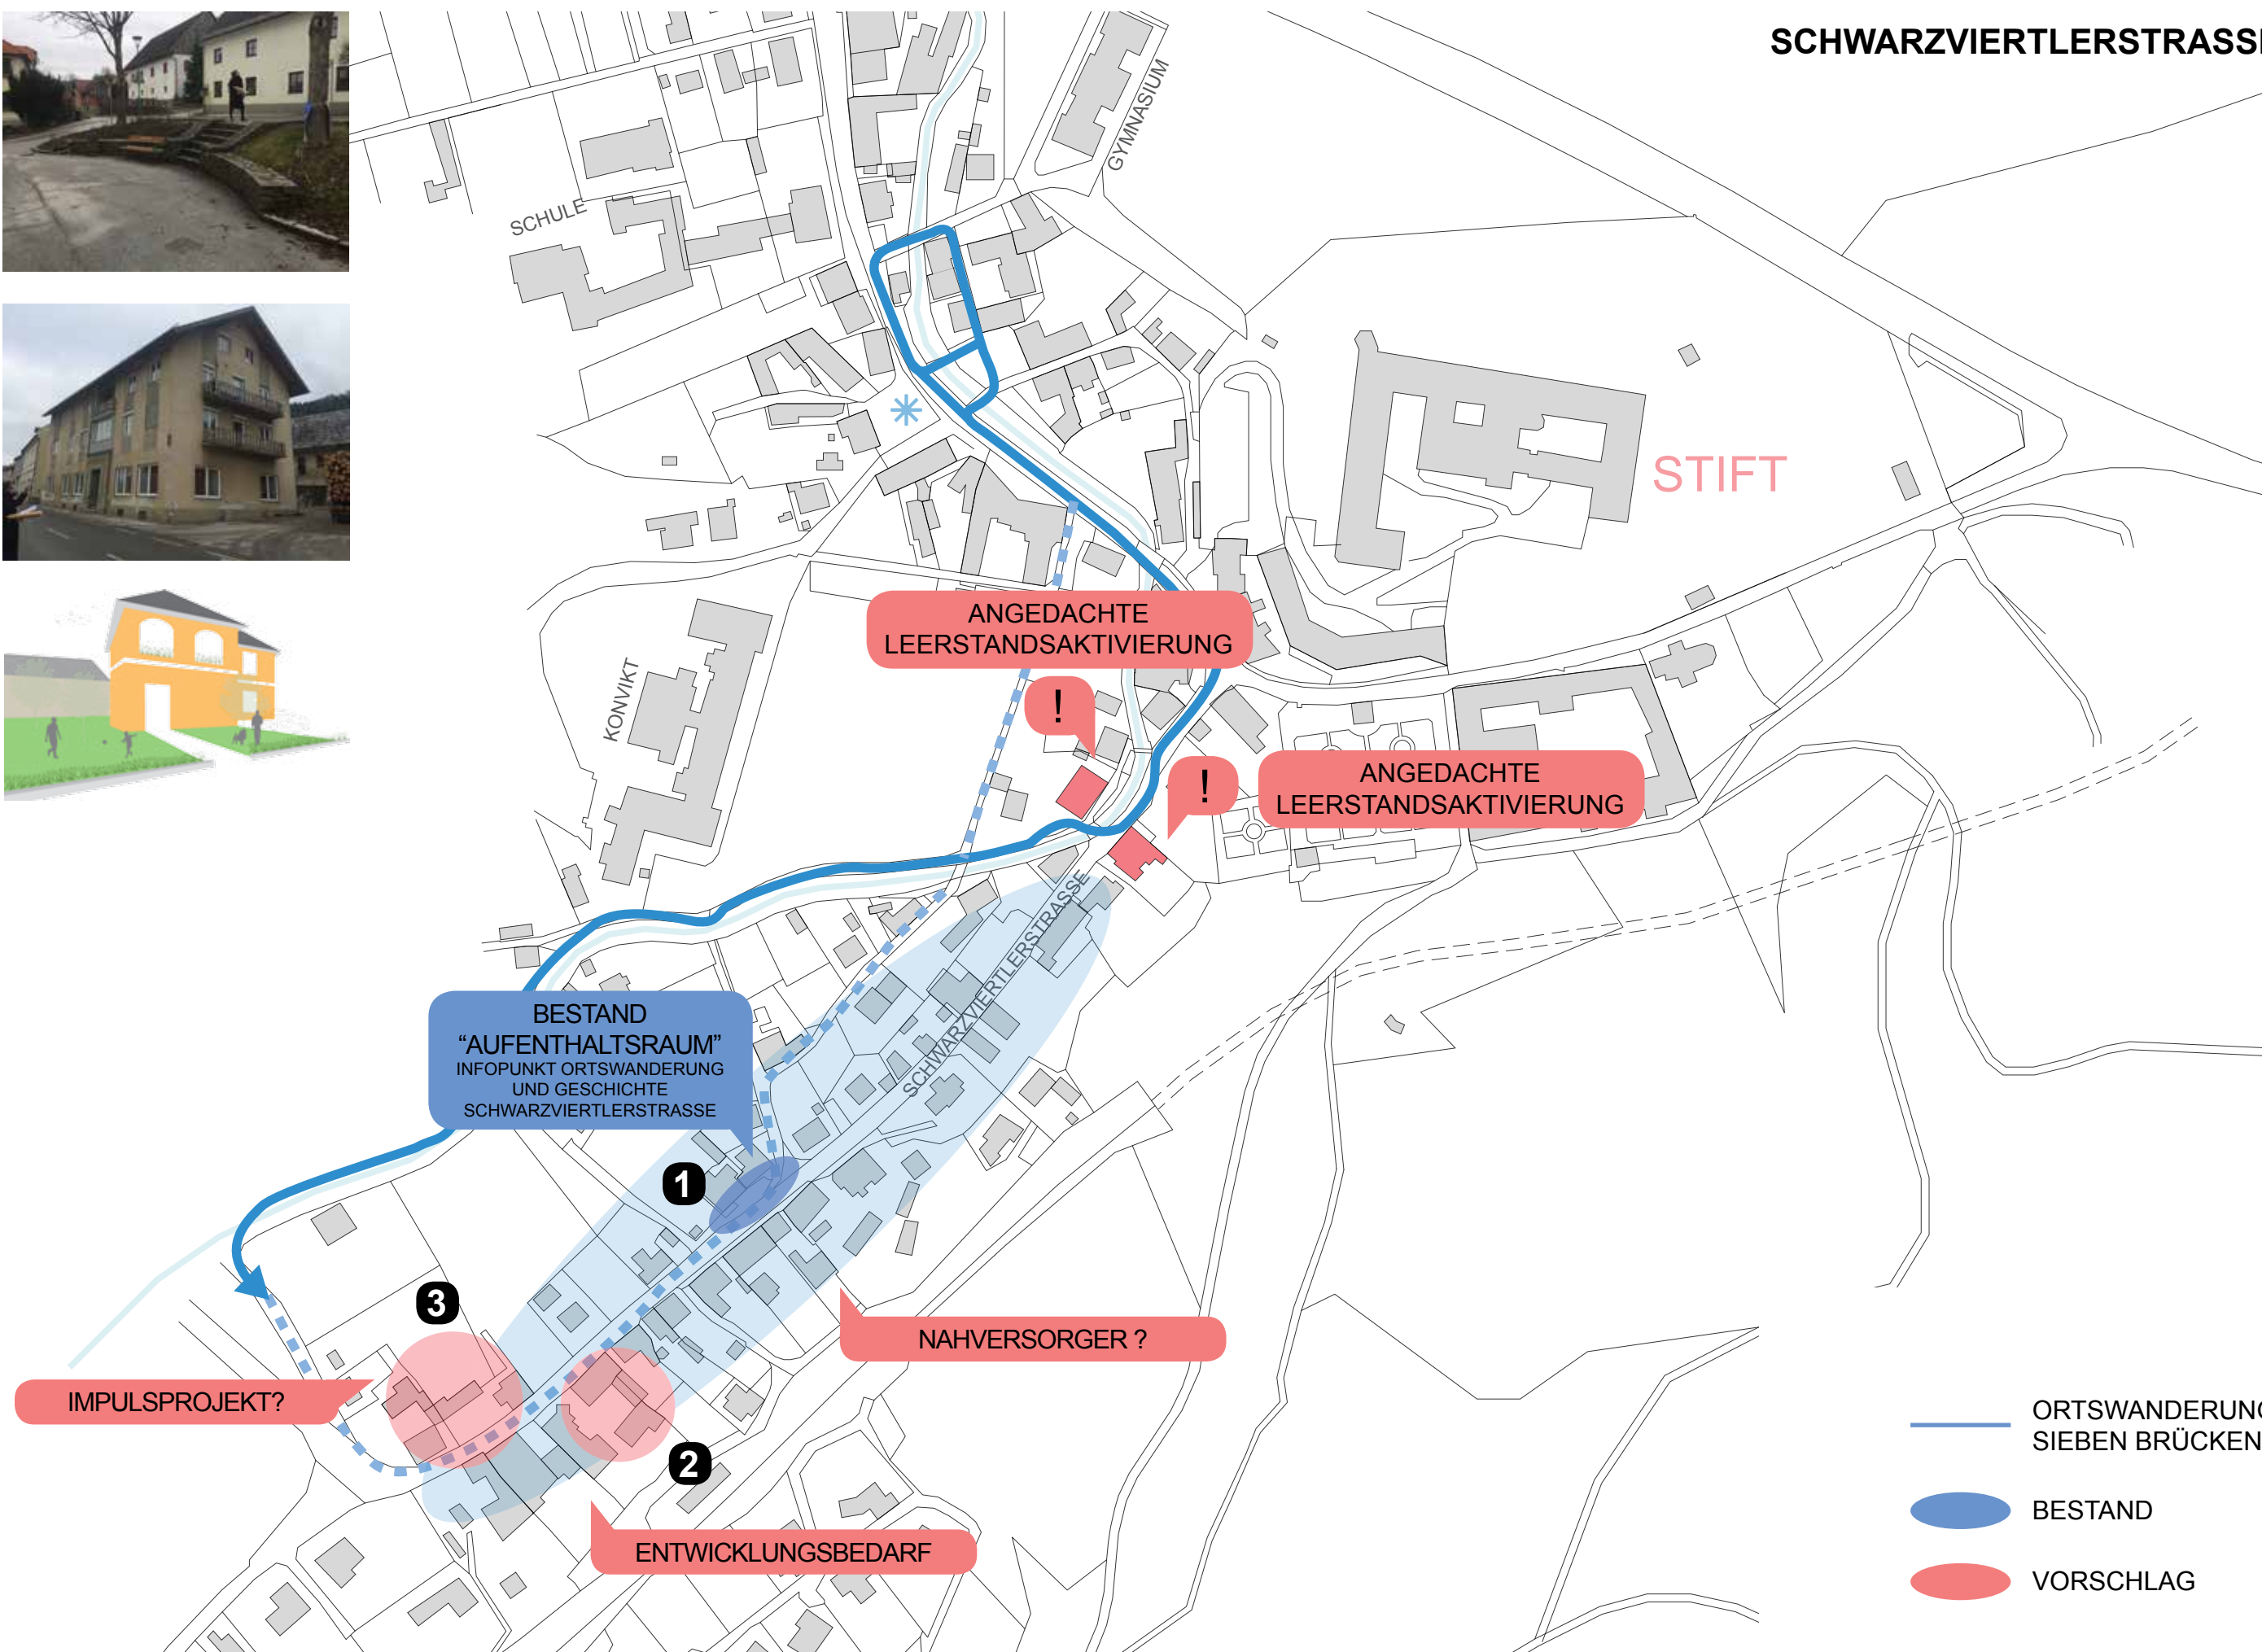 SCHWARZVIERTLERSTRASSE
GYMNASIUM
SCHULE
STIFT
ANGEDACHTE
LEERSTANDSAKTIVIERUNG
KONVIKT
!
!
ANGEDACHTE
LEERSTANDSAKTIVIERUNG
SCHWARZVIERTLERSTRASSE
BESTAND
“AUFENTHALTSRAUM”
INFOPUNKT ORTSWANDERUNG
UND GESCHICHTE
SCHWARZVIERTLERSTRASSE
1
3
NAHVERSORGER ?
IMPULSPROJEKT?
2
ENTWICKLUNGSBEDARF
ORTSWANDERUNG
SIEBEN BRÜCKEN
BESTAND
VORSCHLAG